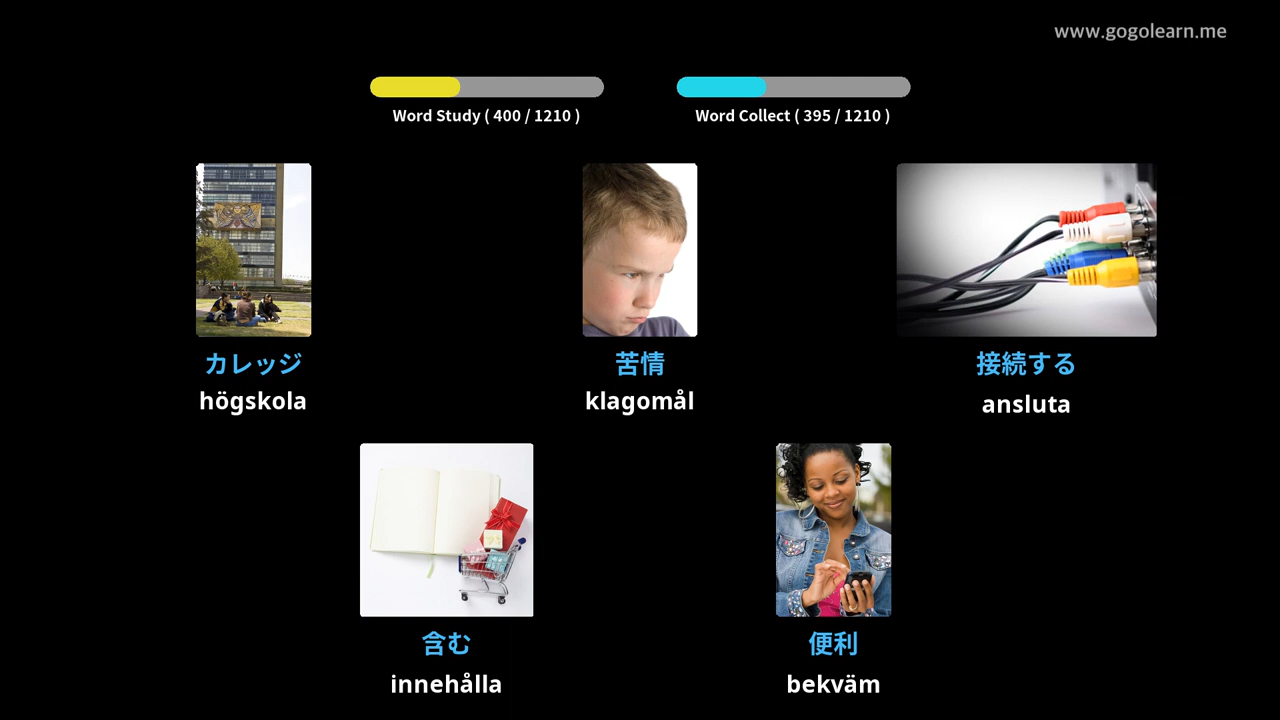 www.gogolearn.me
Word Study ( 400 / 1210 )
Word Collect ( 395 / 1210 )
カレッジ
högskola
苦情
klagomål
接続する
ansluta
含む
innehålla
便利
bekväm